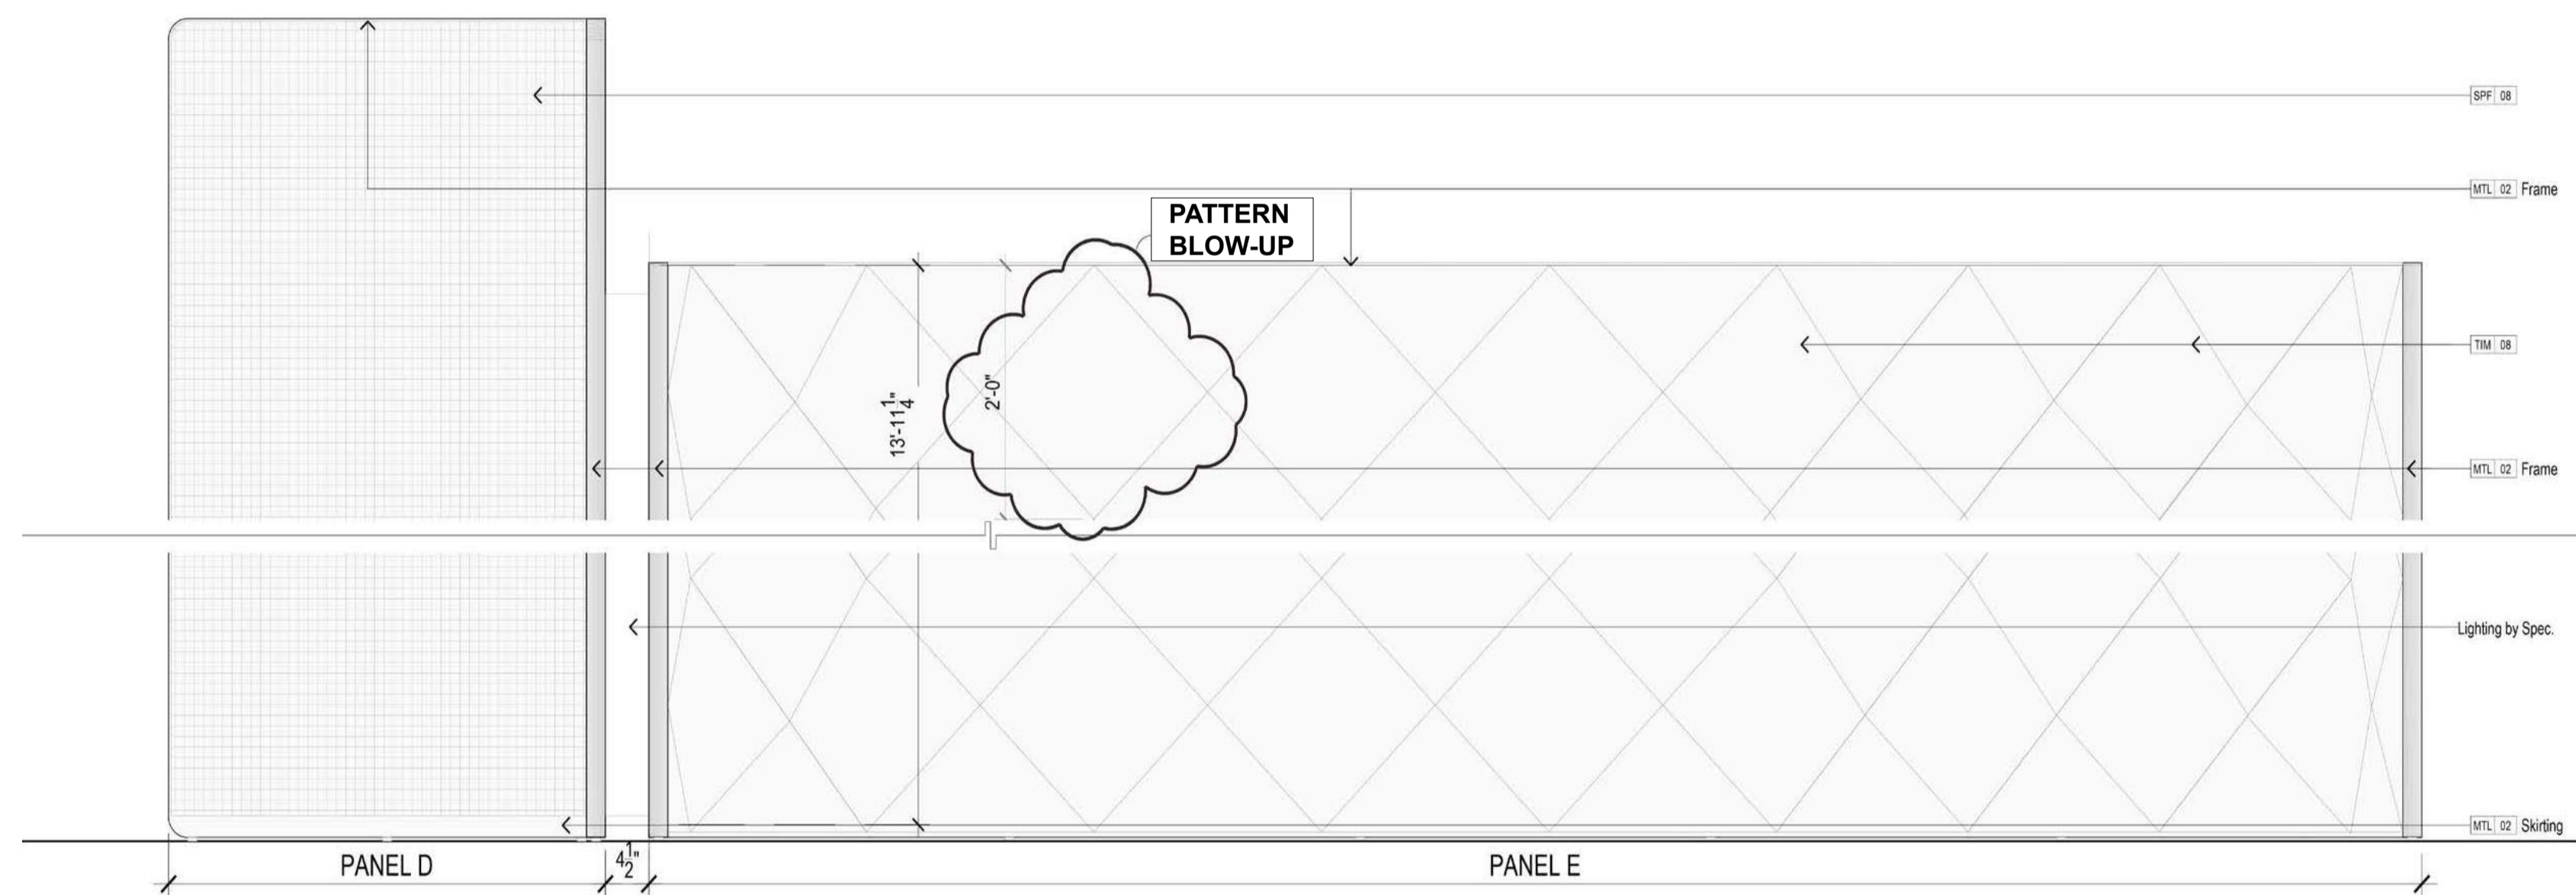 SPF 08
MTL 02 Frame
PATTERN
BLOW-UP
TIM 08
13'-11 1/4"
2'-0"
MTL 02 Frame
Lighting by Spec.
MTL 02 Skirting
PANEL D
4 1/2"
PANEL E